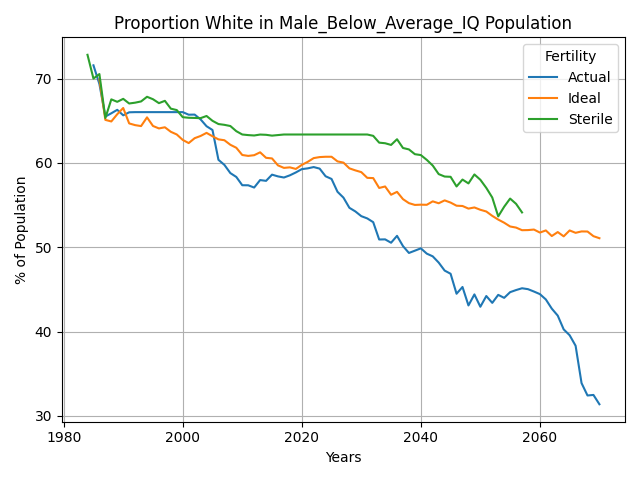 Proportion White in Male_Below_Average_IQ Population
Fertility
Actual
Ideal
Sterile
% of Population
70
60
50
40
30
1980
2000
2020
2040
2060
Years